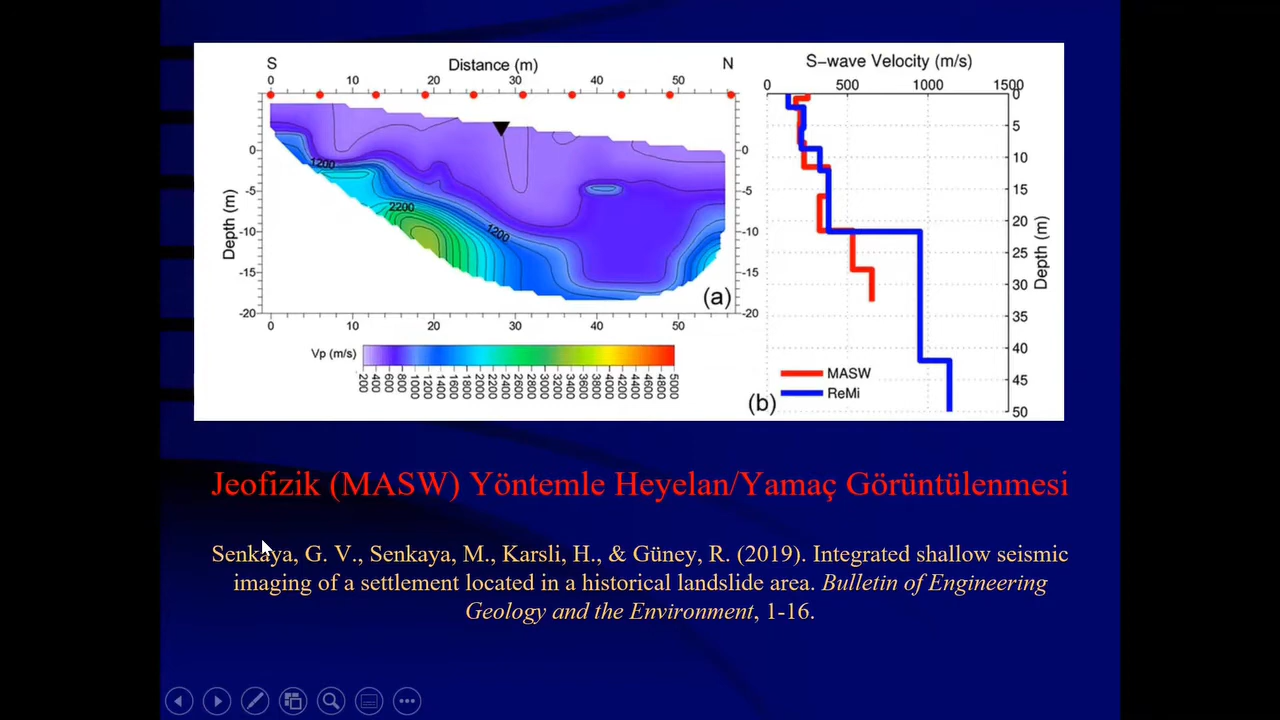 S Distance (m) N
0 10 20 30 40 50
0 0
-5 -5
-10 -10
-15 -15
-20 -20
Depth (m)
1200
2200
1200
(a)
0 10 20 30 40 50
Vp (m/s)
200 400 600 800 1000 1200 1400 1600 1800 2000 2200 2400 2600 2800 3000 3200 3400 3600 3800 4000 4200 4400 4600 4800 5000
S-wave Velocity (m/s)
0 500 1000 1500
0
5
10
15
20
25
30
35
40
45
50
Depth (m)
MASW
ReMi
(b)
Jeofizik (MASW) Yöntemle Heyelan/Yamaç Görüntülenmesi
Senkaya, G. V., Senkaya, M., Karsli, H., & Güney, R. (2019). Integrated shallow seismic
imaging of a settlement located in a historical landslide area. Bulletin of Engineering
Geology and the Environment, 1-16.